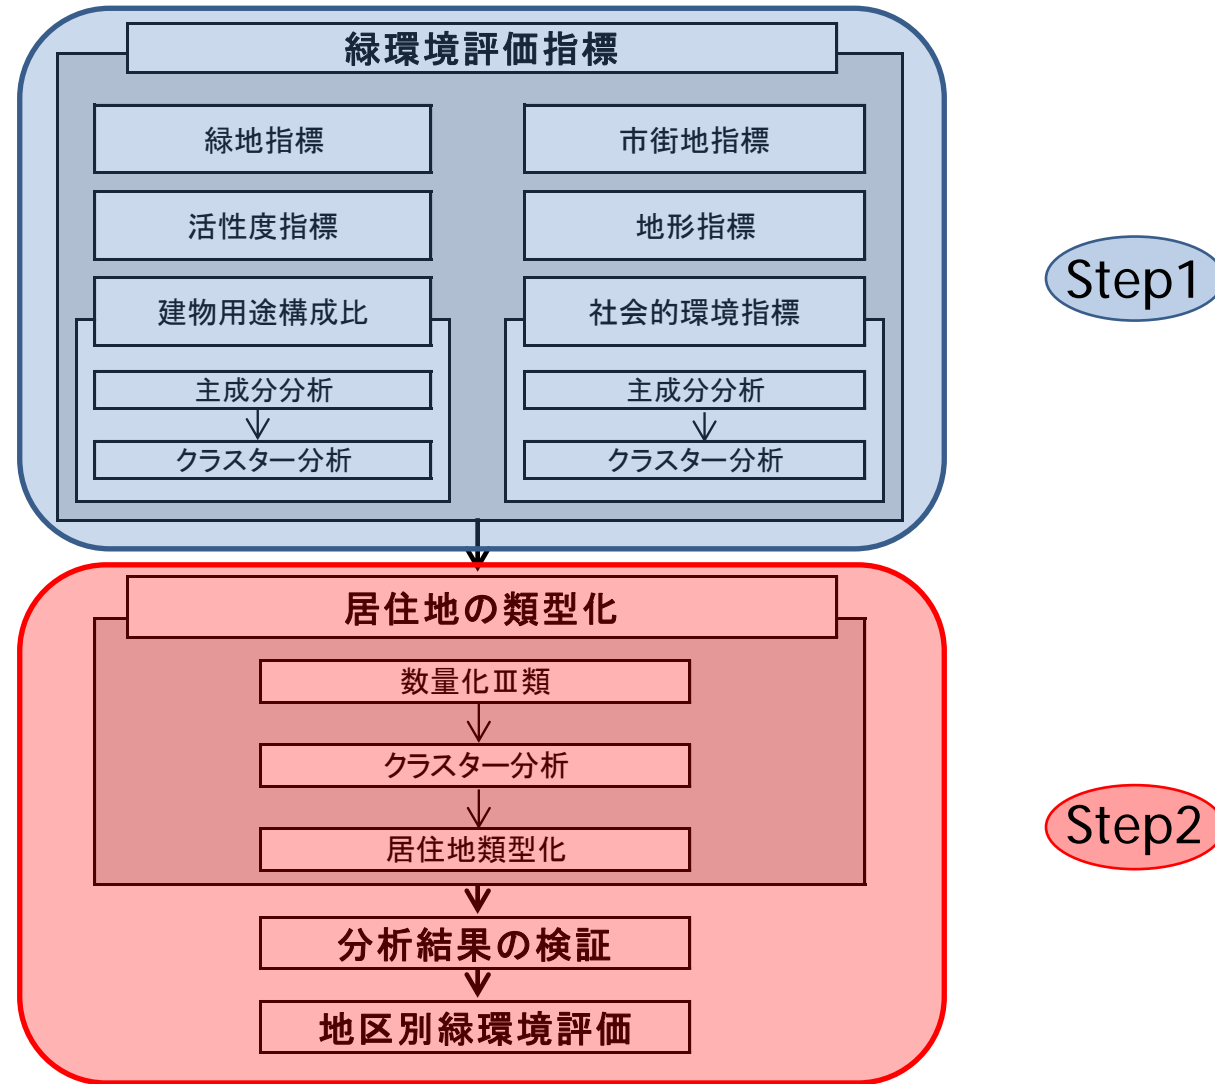 緑環境評価指標
緑地指標
市街地指標
活性度指標
地形指標
建物用途構成比
社会的環境指標
主成分分析
主成分分析
クラスター分析
クラスター分析
Step1
居住地の類型化
数量化Ⅲ類
クラスター分析
居住地類型化
Step2
分析結果の検証
地区別緑環境評価